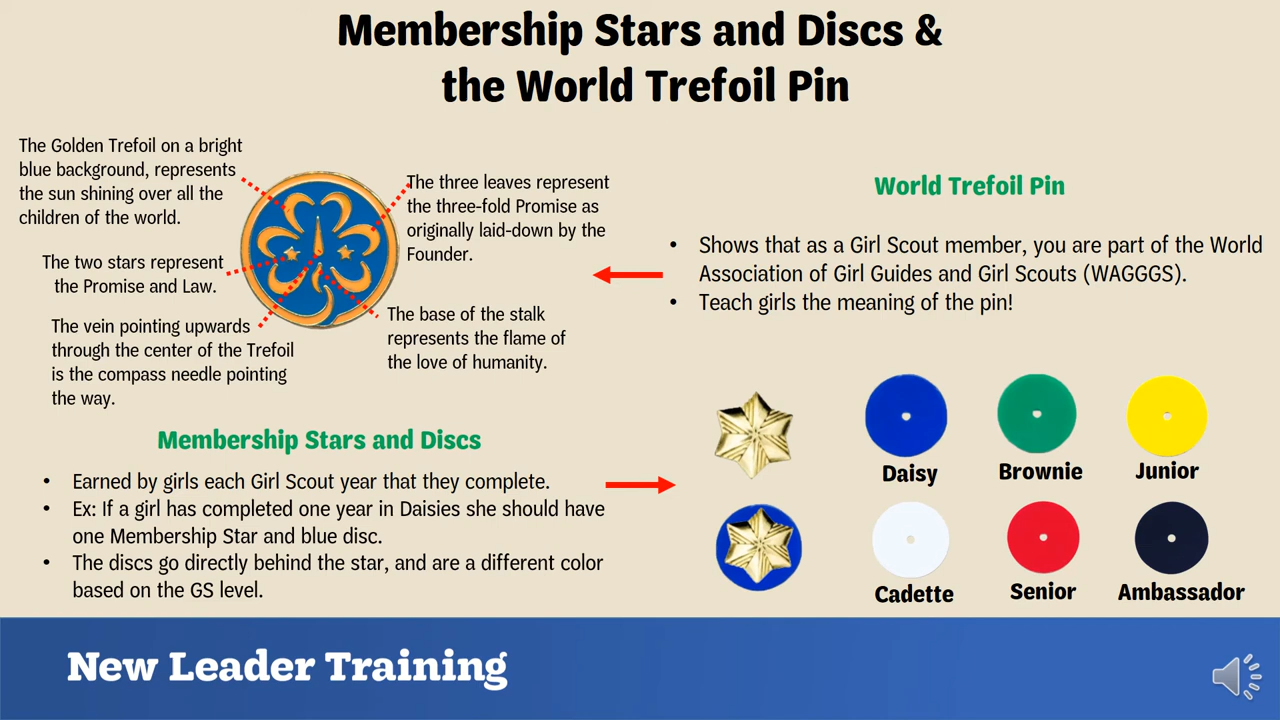 Membership Stars and Discs &
the World Trefoil Pin
The Golden Trefoil on a bright
blue background, represents
the sun shining over all the
children of the world.
The two stars represent
the Promise and Law.
The vein pointing upwards
through the center of the Trefoil
is the compass needle pointing
the way.
The three leaves represent
the three-fold Promise as
originally laid-down by the
Founder.
The base of the stalk
represents the flame of
the love of humanity.
World Trefoil Pin
• Shows that as a Girl Scout member, you are part of the World
Association of Girl Guides and Girl Scouts (WAGGGS).
• Teach girls the meaning of the pin!
Membership Stars and Discs
• Earned by girls each Girl Scout year that they complete.
• Ex: If a girl has completed one year in Daisies she should have
one Membership Star and blue disc.
• The discs go directly behind the star, and are a different color
based on the GS level.
Daisy
Brownie
Junior
Cadette
Senior
Ambassador
New Leader Training